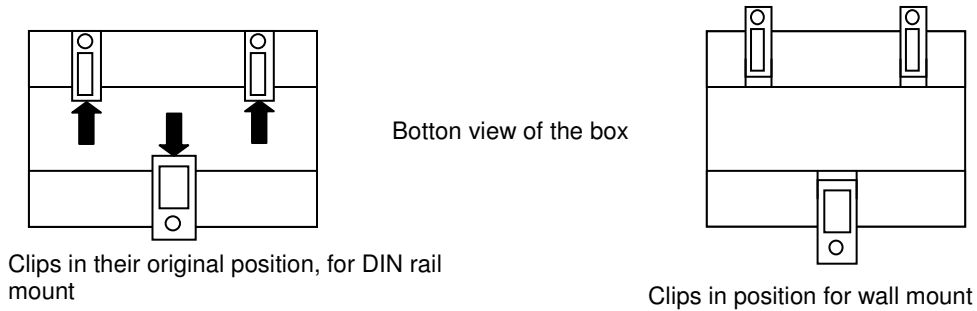 Botton view of the box
Clips in their original position, for DIN rail
mount
Clips in position for wall mount